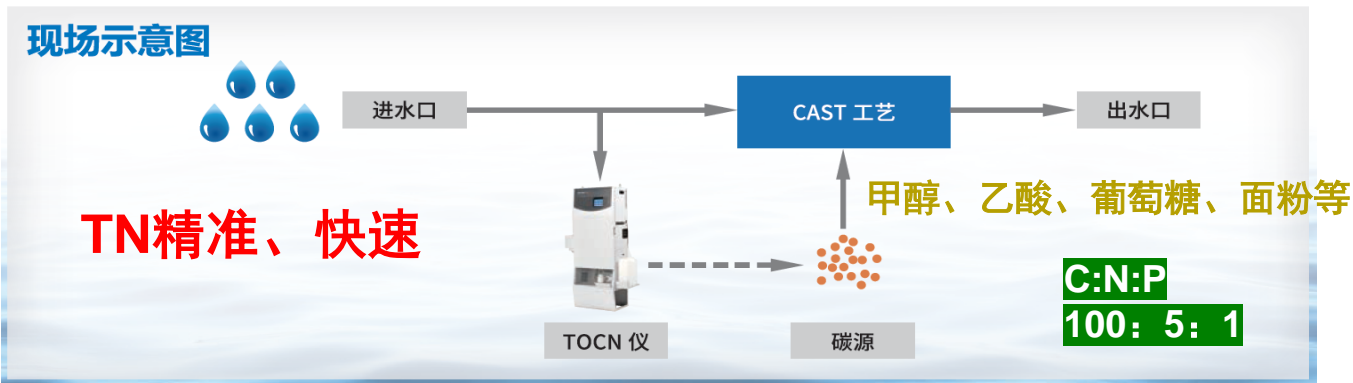 现场示意图
进水口
CAST 工艺
出水口
甲醇、乙酸、葡萄糖、面粉等
TN精准、快速
C:N:P
100：5：1
TOCN 仪
碳源